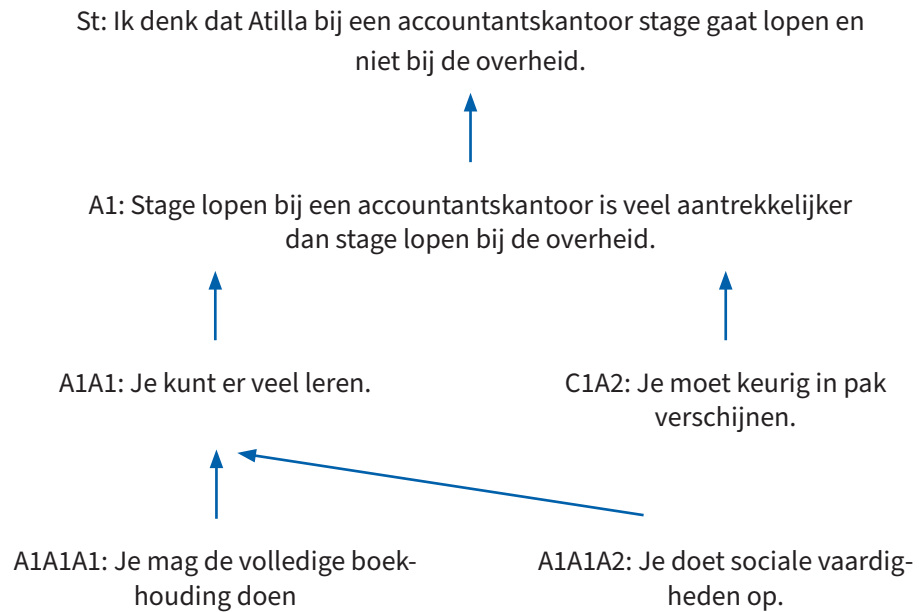 St: Ik denk dat Atilla bij een accountantskantoor stage gaat lopen en
niet bij de overheid.
A1: Stage lopen bij een accountantskantoor is veel aantrekkelijker
dan stage lopen bij de overheid.
A1A1: Je kunt er veel leren.
C1A2: Je moet keurig in pak
verschijnen.
A1A1A1: Je mag de volledige boek-
houding doen
A1A1A2: Je doet sociale vaardig-
heden op.